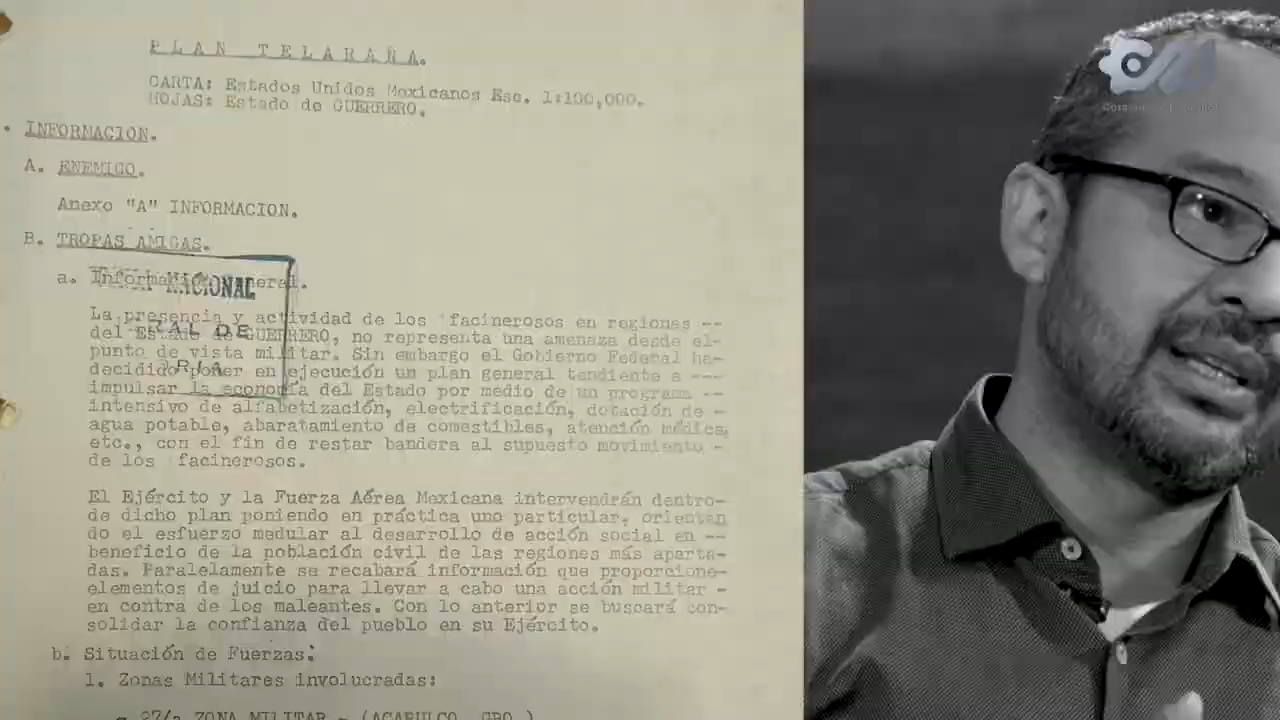 PLAN TELARAÑA.
CARTA: Estados Unidos Mexicanos Esc. 1:100,000.
HOJAS: Estado de GUERRERO.
INFORMACION.
A. ENEMIGO.
Anexo "A" INFORMACION.
B. TROPAS AMIGAS.
a. Información General.
NACIONAL
La presencia y actividad de los facinerosos en regiones --
del Estado de GUERRERO, no representa una amenaza desde el-
RAL DE
punto de vista militar. Sin embargo el Gobierno Federal ha-
decidido poner en ejecución un plan general tendiente a ---
impulsar la economía del Estado por medio de un programa --
intensivo de alfabetización, electrificación, dotación de -
agua potable, abaratamiento de comestibles, atención médica,
etc., con el fin de restar bandera al supuesto movimiento -
de los facinerosos.
El Ejército y la Fuerza Aérea Mexicana intervendrán dentro-
de dicho plan poniendo en práctica uno particular, orientan
do el esfuerzo medular al desarrollo de acción social en --
beneficio de la población civil de las regiones más aparta-
das. Paralelamente se recabará información que proporcione-
elementos de juicio para llevar a cabo una acción militar -
en contra de los maleantes. Con lo anterior se buscará con-
solidar la confianza del pueblo en su Ejército.
b. Situación de Fuerzas:
1. Zonas Militares involucradas:
27/a ZONA MILITAR - (ACAPULCO, GRO.)